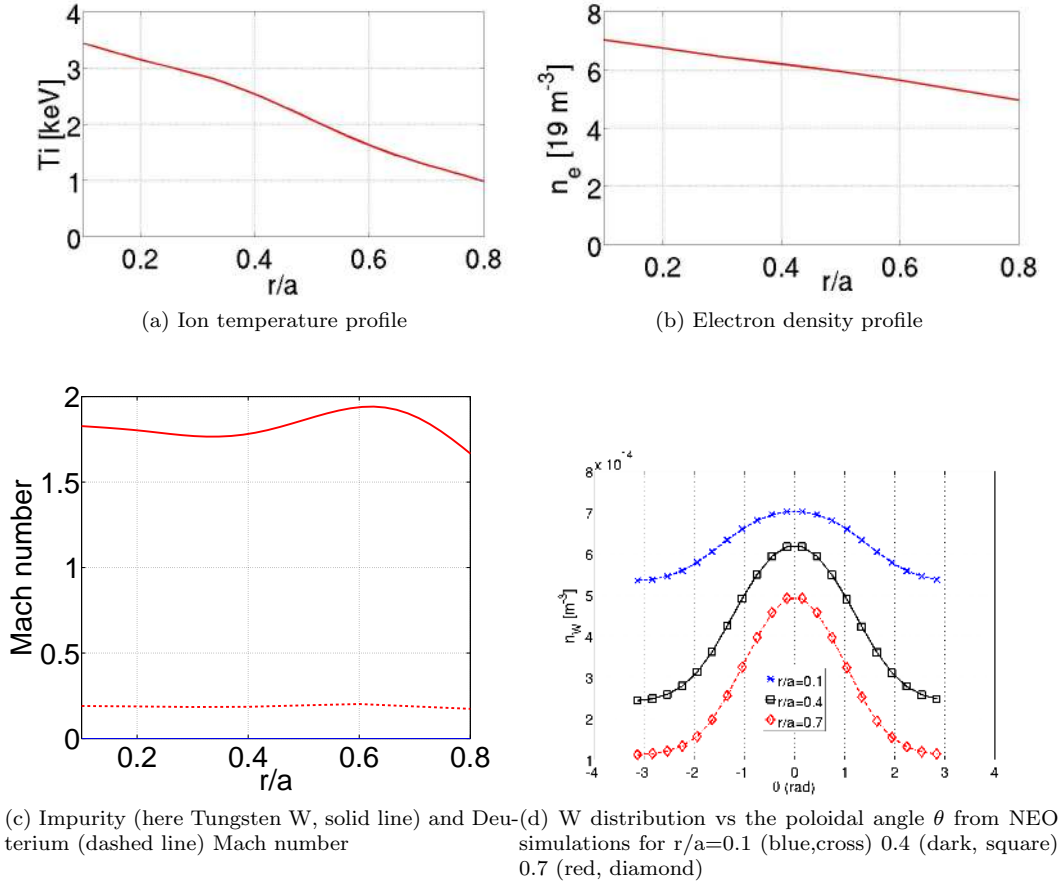 4
3
2
1
0
Ti [keV]
0.2
0.4
0.6
0.8
r/a
(a) Ion temperature profile
8
6
4
2
0
n_e [19 m^-3]
0.2
0.4
0.6
0.8
r/a
(b) Electron density profile
2
1.5
1
0.5
0
Mach number
0.2
0.4
0.6
0.8
r/a
(c) Impurity (here Tungsten W, solid line) and Deu-
terium (dashed line) Mach number
x 10^-4
8
7
6
5
4
3
2
1
n_W [m^-3]
r/a=0.1
r/a=0.4
r/a=0.7
-4
-3
-2
-1
0
1
2
3
4
θ (rad)
(d) W distribution vs the poloidal angle θ from NEO
simulations for r/a=0.1 (blue,cross) 0.4 (dark, square)
0.7 (red, diamond)